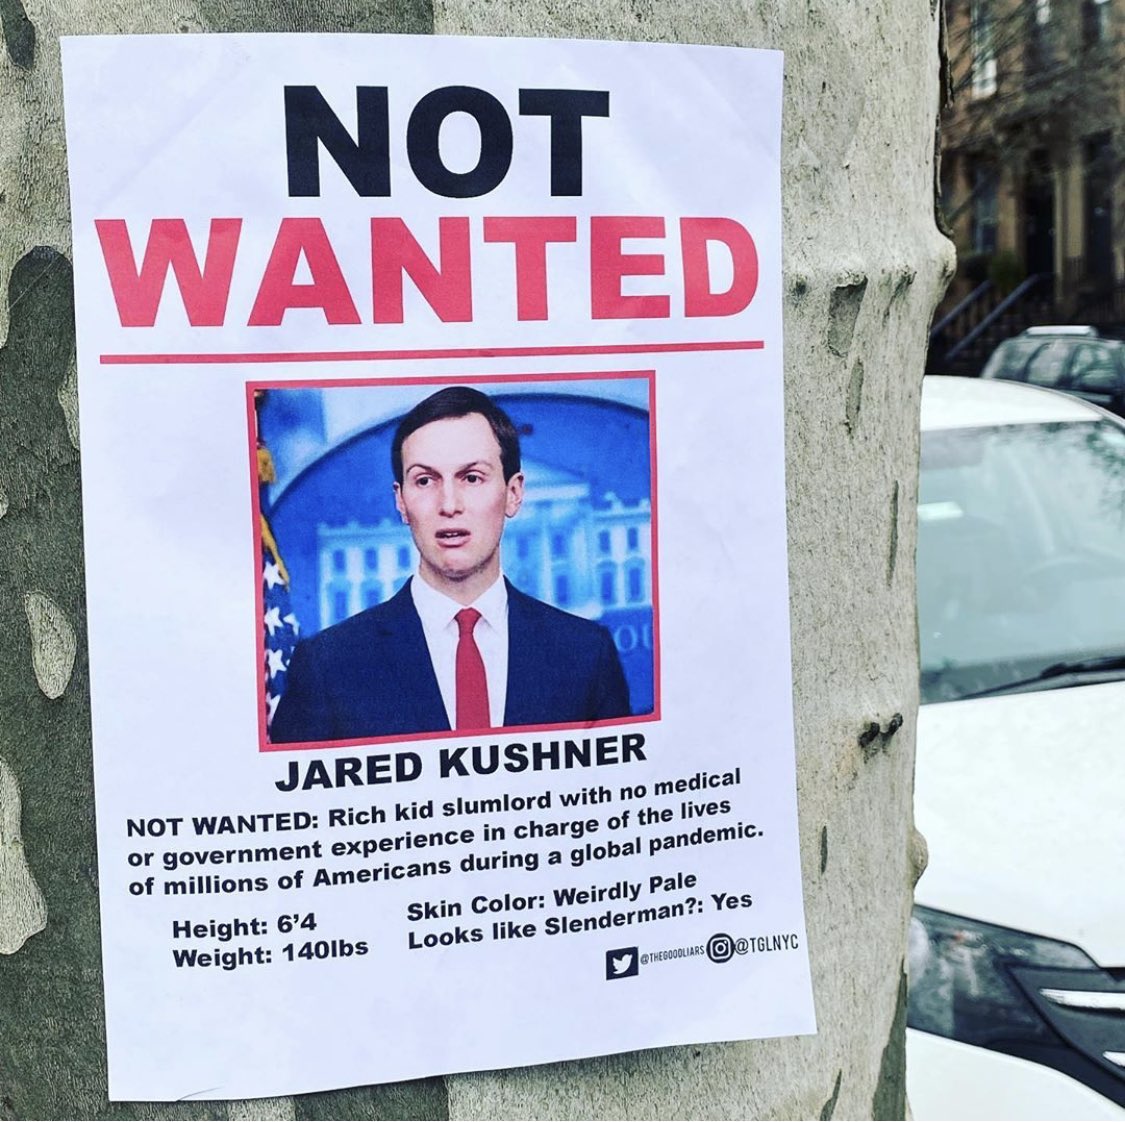 NOT
WANTED
JARED KUSHNER
NOT WANTED: Rich kid slumlord with no medical
or government experience in charge of the lives
of millions of Americans during a global pandemic.
Height: 6'4
Weight: 140lbs
Skin Color: Weirdly Pale
Looks like Slenderman?: Yes
@THEGOOOLIARS @TGLNYC